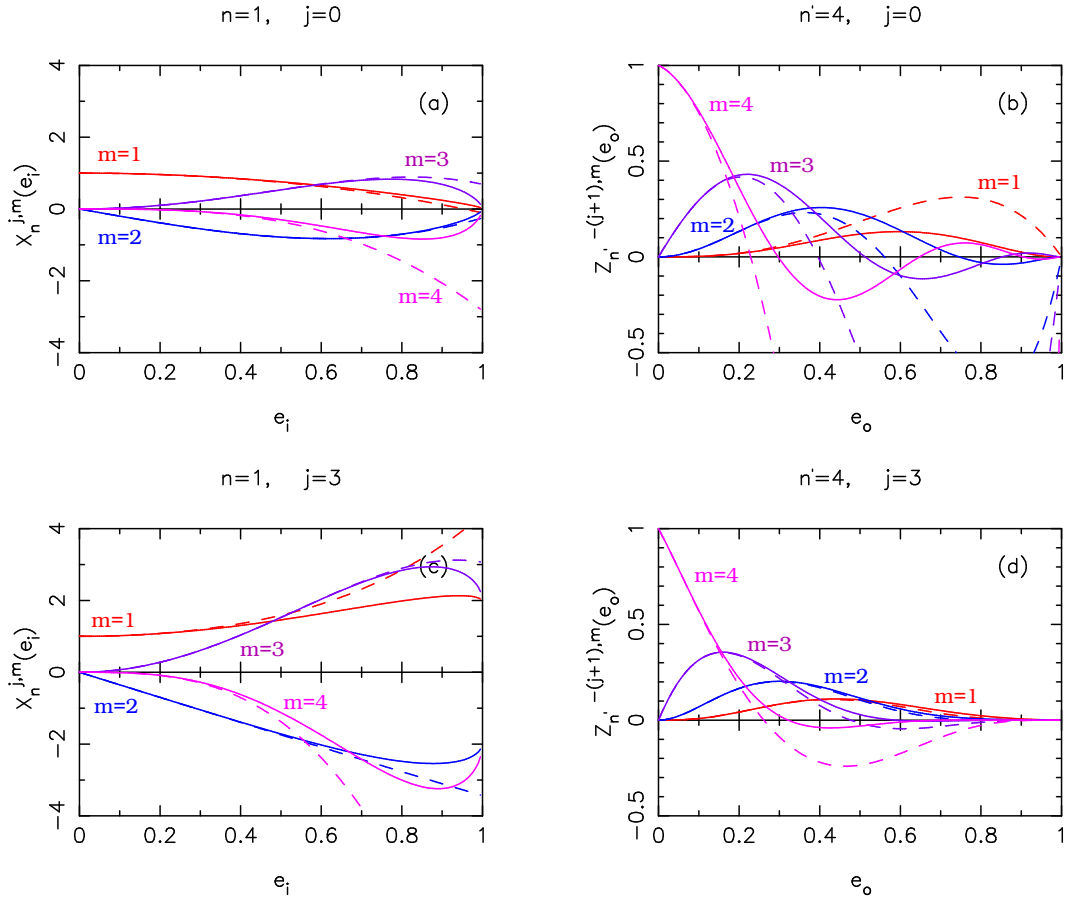 n=1, j=0
n'=4, j=0
4
2
0
−2
−4
X_n^{j,m}(e_i)
(a)
m=1
m=3
m=2
m=4
0 0.2 0.4 0.6 0.8 1
e_i
1
0.5
0
−0.5
Z_{n'}^{−(j+1),m}(e_o)
(b)
m=4
m=3
m=1
m=2
0 0.2 0.4 0.6 0.8 1
e_o
n=1, j=3
n'=4, j=3
4
2
0
−2
−4
X_n^{j,m}(e_i)
(c)
m=1
m=3
m=4
m=2
0 0.2 0.4 0.6 0.8 1
e_i
1
0.5
0
−0.5
Z_{n'}^{−(j+1),m}(e_o)
(d)
m=4
m=3
m=2
m=1
0 0.2 0.4 0.6 0.8 1
e_o